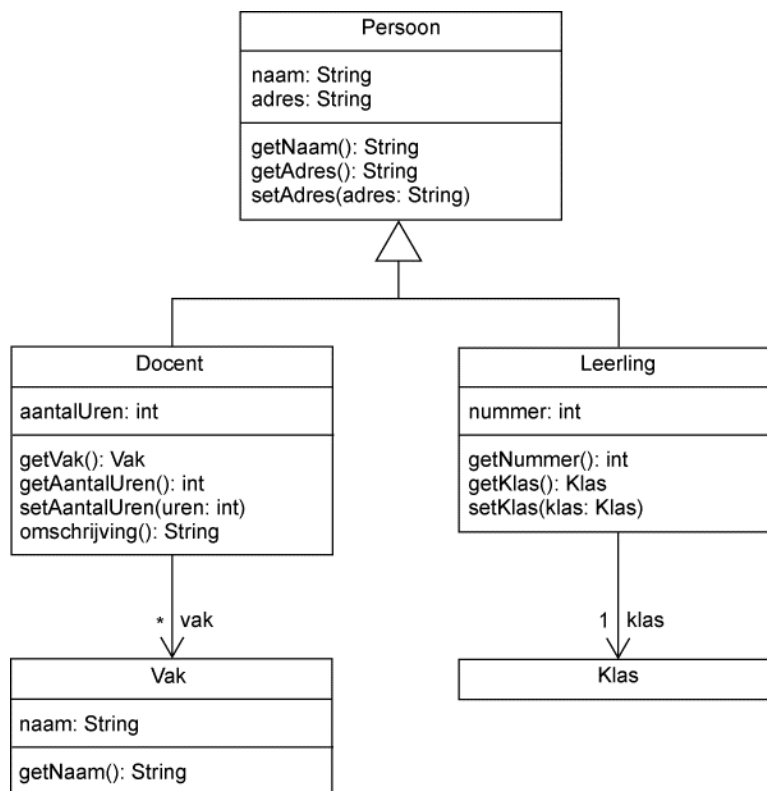 Persoon
naam: String
adres: String
getNaam(): String
getAdres(): String
setAdres(adres: String)
Docent
aantalUren: int
getVak(): Vak
getAantalUren(): int
setAantalUren(uren: int)
omschrijving(): String
Leerling
nummer: int
getNummer(): int
getKlas(): Klas
setKlas(klas: Klas)
* vak
1 klas
Vak
naam: String
getNaam(): String
Klas